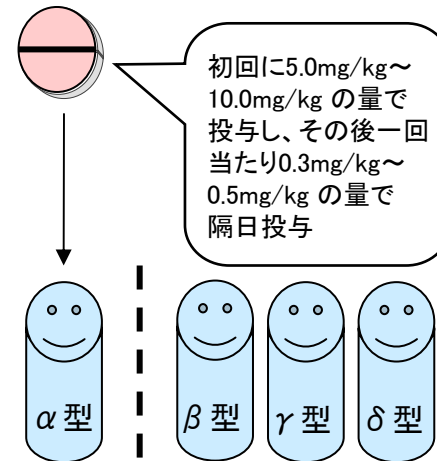 初回に5.0mg/kg～
10.0mg/kg の量で
投与し、その後一回
当たり0.3mg/kg～
0.5mg/kg の量で
隔日投与
α型
β型
γ型
δ型